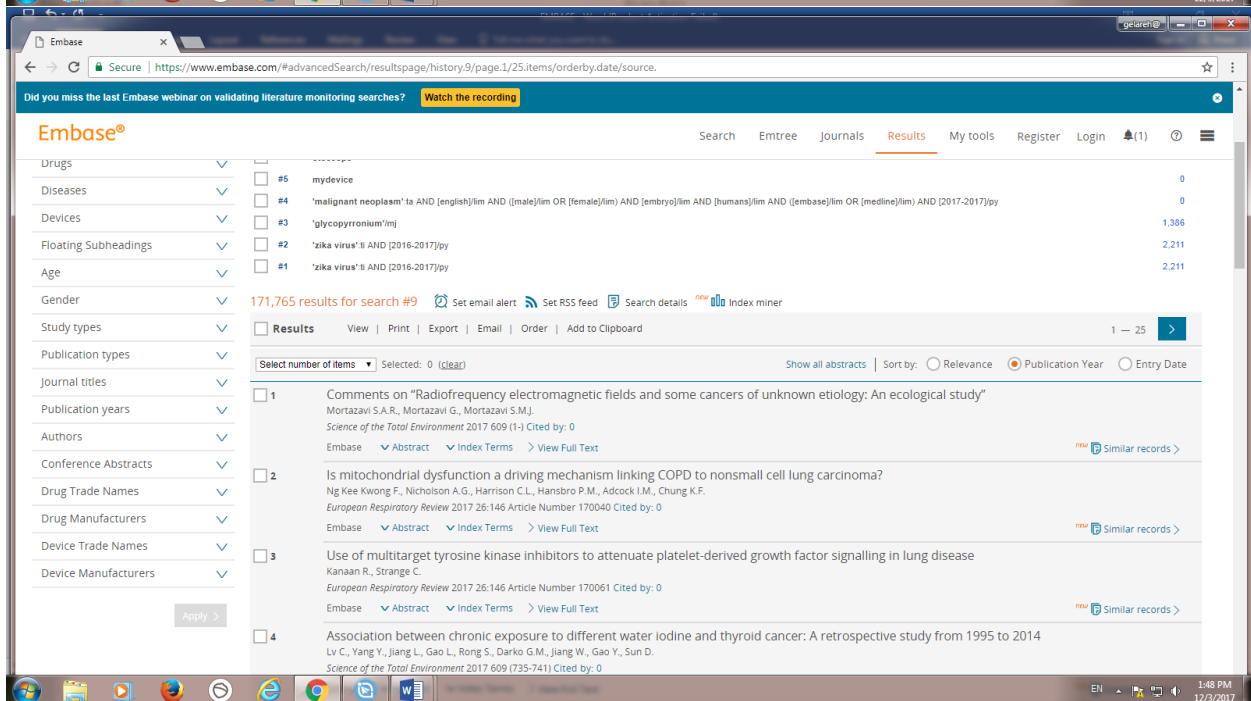 12/3/2017
gelareh@
Embase
Secure | https://www.embase.com/#advancedSearch/resultspage/history.9/page.1/25.items/orderby.date/source.
Did you miss the last Embase webinar on validating literature monitoring searches? Watch the recording
Embase®
Search Emtree Journals Results My tools Register Login (1)
Drugs
Diseases
Devices
Floating Subheadings
Age
Gender
Study types
Publication types
Journal titles
Publication years
Authors
Conference Abstracts
Drug Trade Names
Drug Manufacturers
Device Trade Names
Device Manufacturers
Apply >
#5 mydevice 0
#4 'malignant neoplasm':ta AND [english]/lim AND ([male]/lim OR [female]/lim) AND [embryo]/lim AND [humans]/lim AND ([embase]/lim OR [medline]/lim) AND [2017-2017]/py 0
#3 'glycopyrronium'/mj 1,386
#2 'zika virus':ti AND [2016-2017]/py 2,211
#1 'zika virus':ti AND [2016-2017]/py 2,211
171,765 results for search #9 Set email alert Set RSS feed Search details new Index miner
Results View | Print | Export | Email | Order | Add to Clipboard 1 — 25 >
Select number of items Selected: 0 (clear) Show all abstracts | Sort by: Relevance Publication Year Entry Date
1 Comments on "Radiofrequency electromagnetic fields and some cancers of unknown etiology: An ecological study"
Mortazavi S.A.R., Mortazavi G., Mortazavi S.M.J.
Science of the Total Environment 2017 609 (1-) Cited by: 0
Embase Abstract Index Terms > View Full Text new Similar records >
2 Is mitochondrial dysfunction a driving mechanism linking COPD to nonsmall cell lung carcinoma?
Ng Kee Kwong F., Nicholson A.G., Harrison C.L., Hansbro P.M., Adcock I.M., Chung K.F.
European Respiratory Review 2017 26:146 Article Number 170040 Cited by: 0
Embase Abstract Index Terms > View Full Text new Similar records >
3 Use of multitarget tyrosine kinase inhibitors to attenuate platelet-derived growth factor signalling in lung disease
Kanaan R., Strange C.
European Respiratory Review 2017 26:146 Article Number 170061 Cited by: 0
Embase Abstract Index Terms > View Full Text new Similar records >
4 Association between chronic exposure to different water iodine and thyroid cancer: A retrospective study from 1995 to 2014
Lv C., Yang Y., Jiang L., Gao L., Rong S., Darko G.M., Jiang W., Gao Y., Sun D.
Science of the Total Environment 2017 609 (735-741) Cited by: 0
EN 1:48 PM
12/3/2017